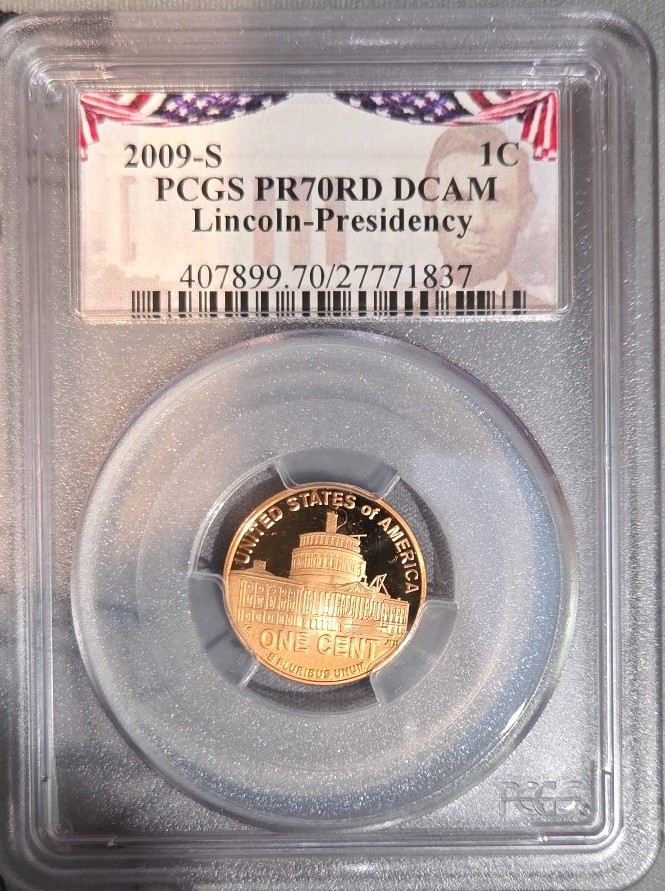 2009-S 1C
PCGS PR70RD DCAM
Lincoln-Presidency
407899.70/27771837
UNITED STATES of AMERICA
ONE CENT
E PLURIBUS UNUM
PCGS